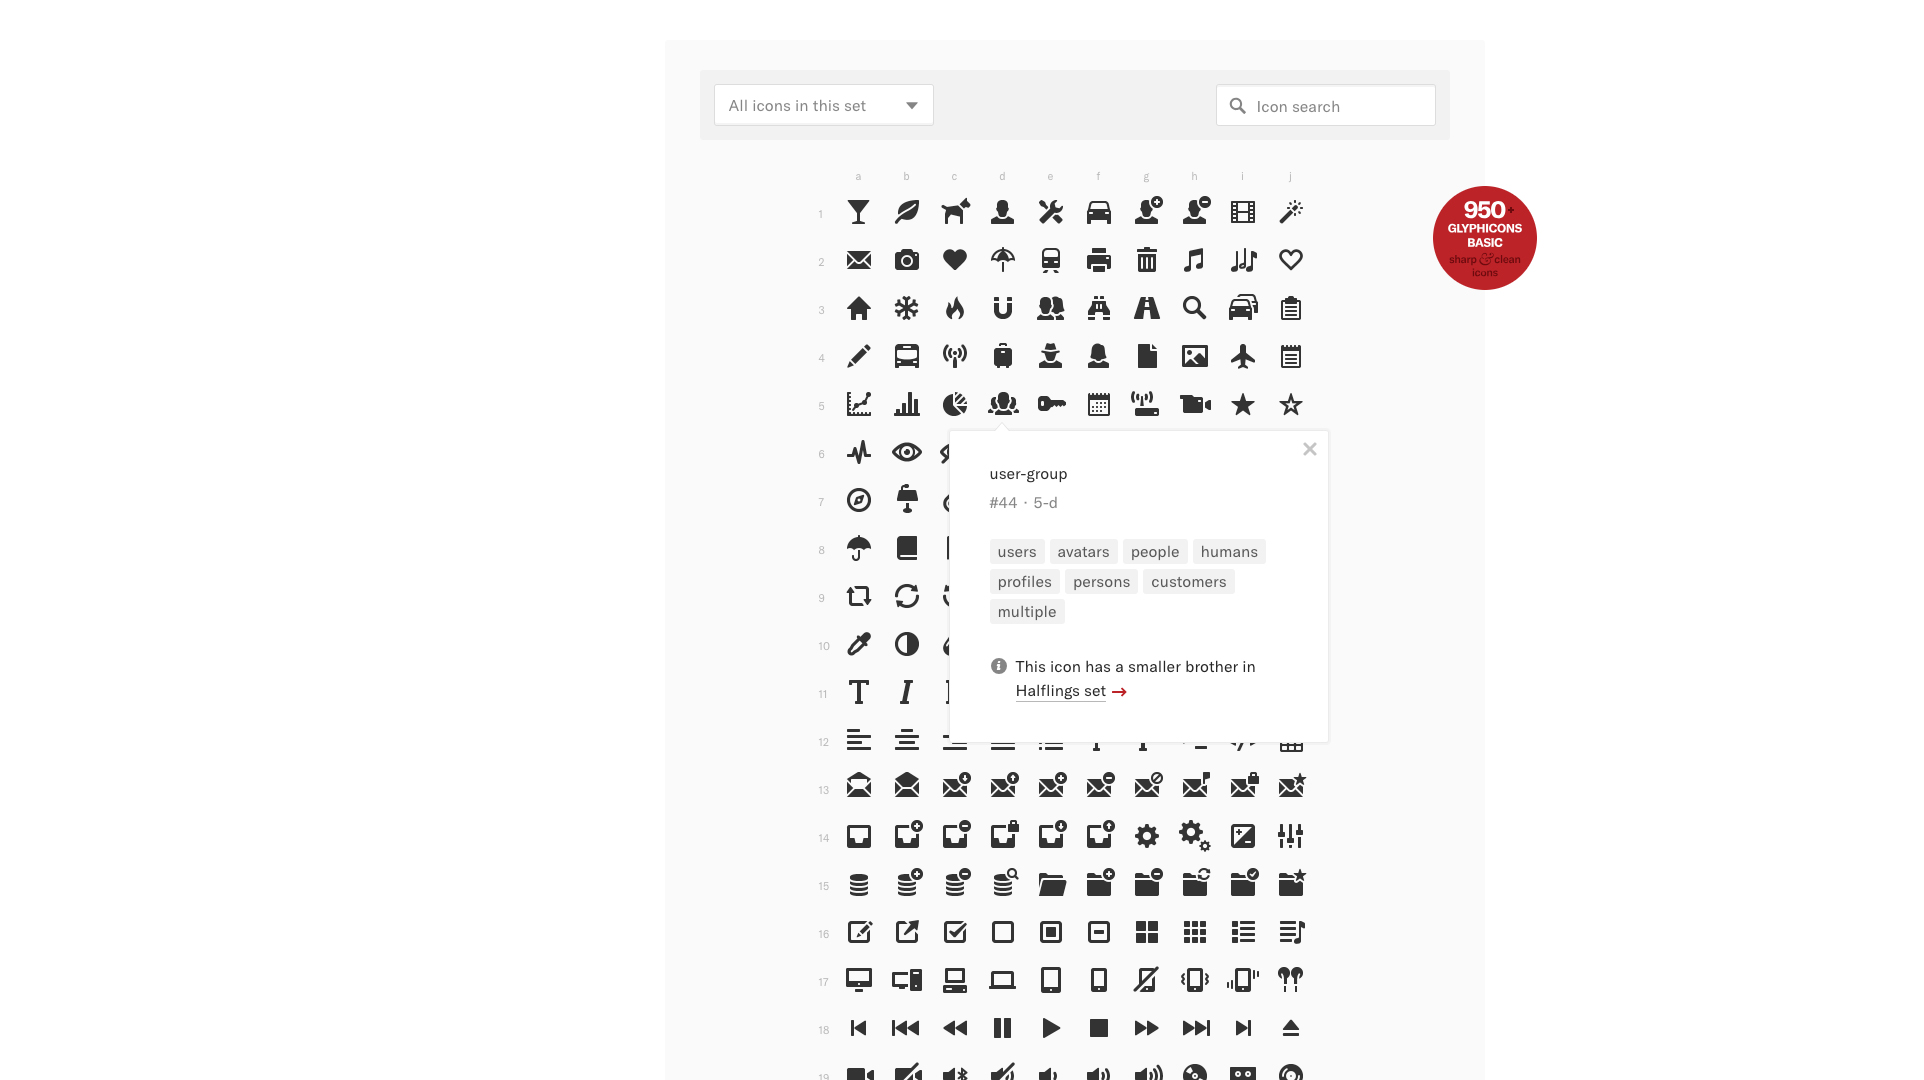 All icons in this set
Icon search
a b c d e f g h i j
1
950+
GLYPHICONS
BASIC
sharp & clean
icons
2
3
4
5
6
user-group
7
#44 · 5-d
8
users avatars people humans
9
profiles persons customers
multiple
10
This icon has a smaller brother in
11
Halflings set →
12
13
14
15
16
17
18
19